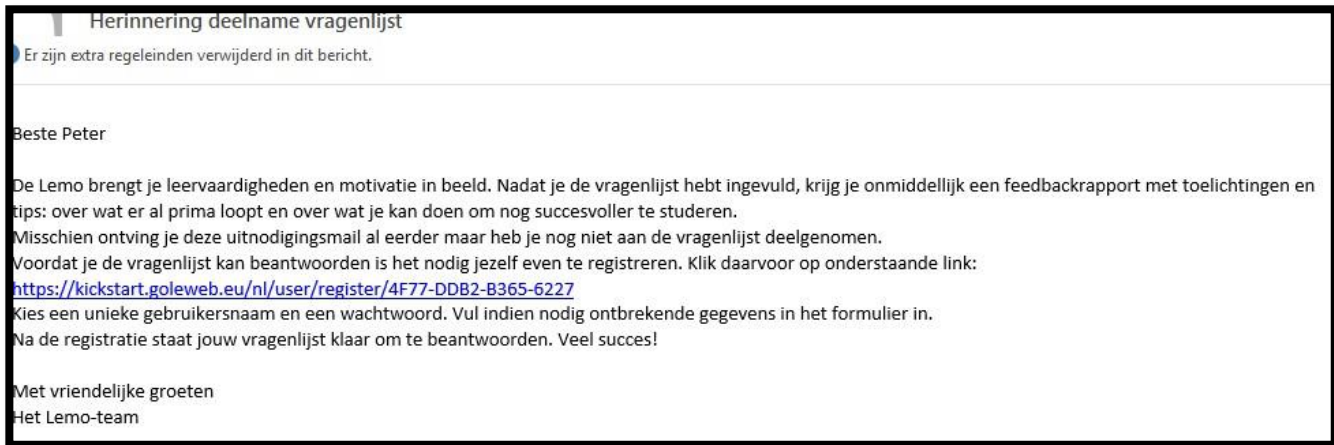 Herinnering deelname vragenlijst
Er zijn extra regeleinden verwijderd in dit bericht.
Beste Peter
De Lemo brengt je leervaardigheden en motivatie in beeld. Nadat je de vragenlijst hebt ingevuld, krijg je onmiddellijk een feedbackrapport met toelichtingen en
tips: over wat er al prima loopt en over wat je kan doen om nog succesvoller te studeren.
Misschien ontving je deze uitnodigingsmail al eerder maar heb je nog niet aan de vragenlijst deelgenomen.
Voordat je de vragenlijst kan beantwoorden is het nodig jezelf even te registreren. Klik daarvoor op onderstaande link:
https://kickstart.goleweb.eu/nl/user/register/4F77-DDB2-B365-6227
Kies een unieke gebruikersnaam en een wachtwoord. Vul indien nodig ontbrekende gegevens in het formulier in.
Na de registratie staat jouw vragenlijst klaar om te beantwoorden. Veel succes!
Met vriendelijke groeten
Het Lemo-team